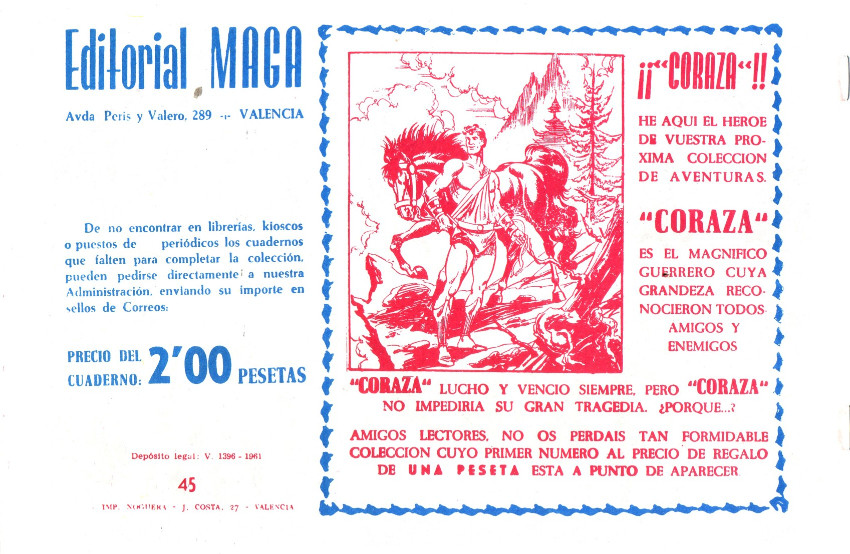 Editorial MAGA
Avda Peris y Valero, 289 -:- VALENCIA
De no encontrar en librerías, kioscos
o puestos de periódicos los cuadernos
que falten para completar la colección,
pueden pedirse directamente a nuestra
Administración, enviando su importe en
sellos de Correos:
PRECIO DEL
CUADERNO: 2'00 PESETAS
Depósito legal: V. 1396 - 1961
45
IMP. NOGUERA - J. COSTA, 27 - VALENCIA
¡¡"CORAZA"!!
HE AQUI EL HEROE
DE VUESTRA PRO-
XIMA COLECCION
DE AVENTURAS.
"CORAZA"
ES EL MAGNIFICO
GUERRERO CUYA
GRANDEZA RECO-
NOCIERON TODOS.
AMIGOS Y
ENEMIGOS
"CORAZA" LUCHO Y VENCIO SIEMPRE, PERO "CORAZA"
NO IMPEDIRIA SU GRAN TRAGEDIA. ¿PORQUE...?
AMIGOS LECTORES, NO OS PERDAIS TAN FORMIDABLE
COLECCION CUYO PRIMER NUMERO AL PRECIO DE REGALO
DE UNA PESETA ESTA A PUNTO DE APARECER